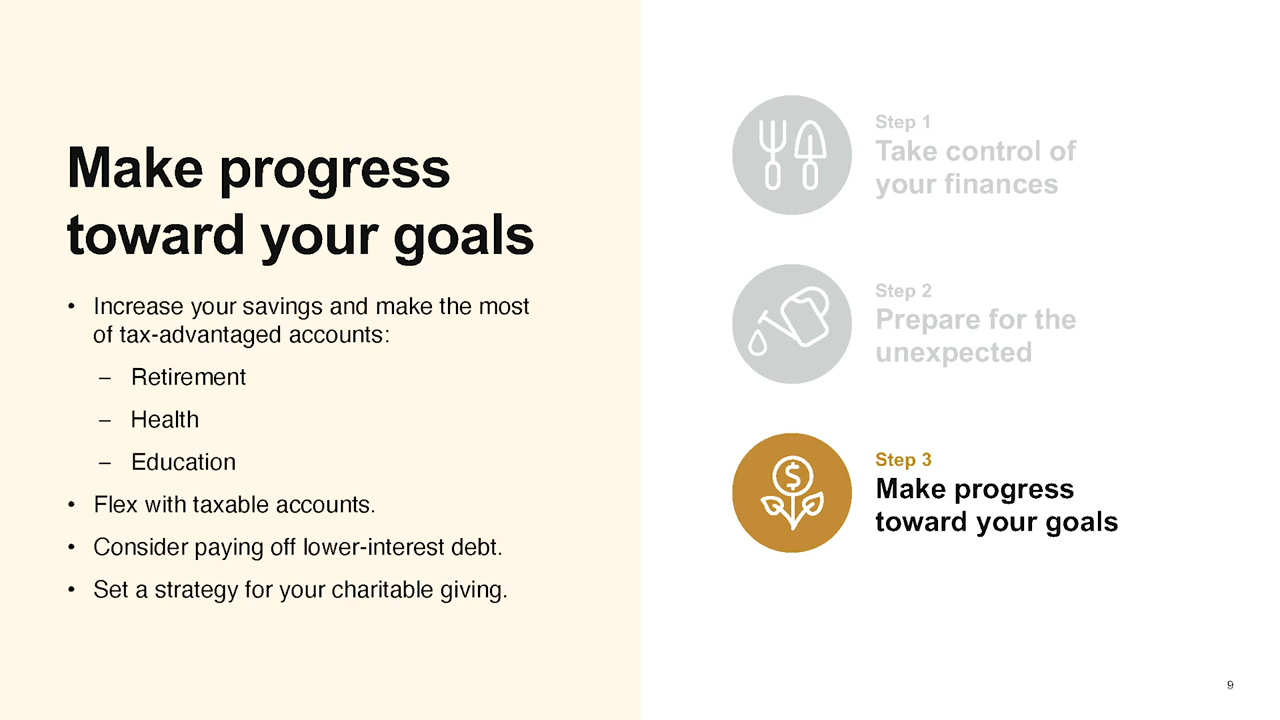 Make progress
toward your goals
• Increase your savings and make the most
of tax-advantaged accounts:
– Retirement
– Health
– Education
• Flex with taxable accounts.
• Consider paying off lower-interest debt.
• Set a strategy for your charitable giving.
Step 1
Take control of
your finances
Step 2
Prepare for the
unexpected
$
Step 3
Make progress
toward your goals
9